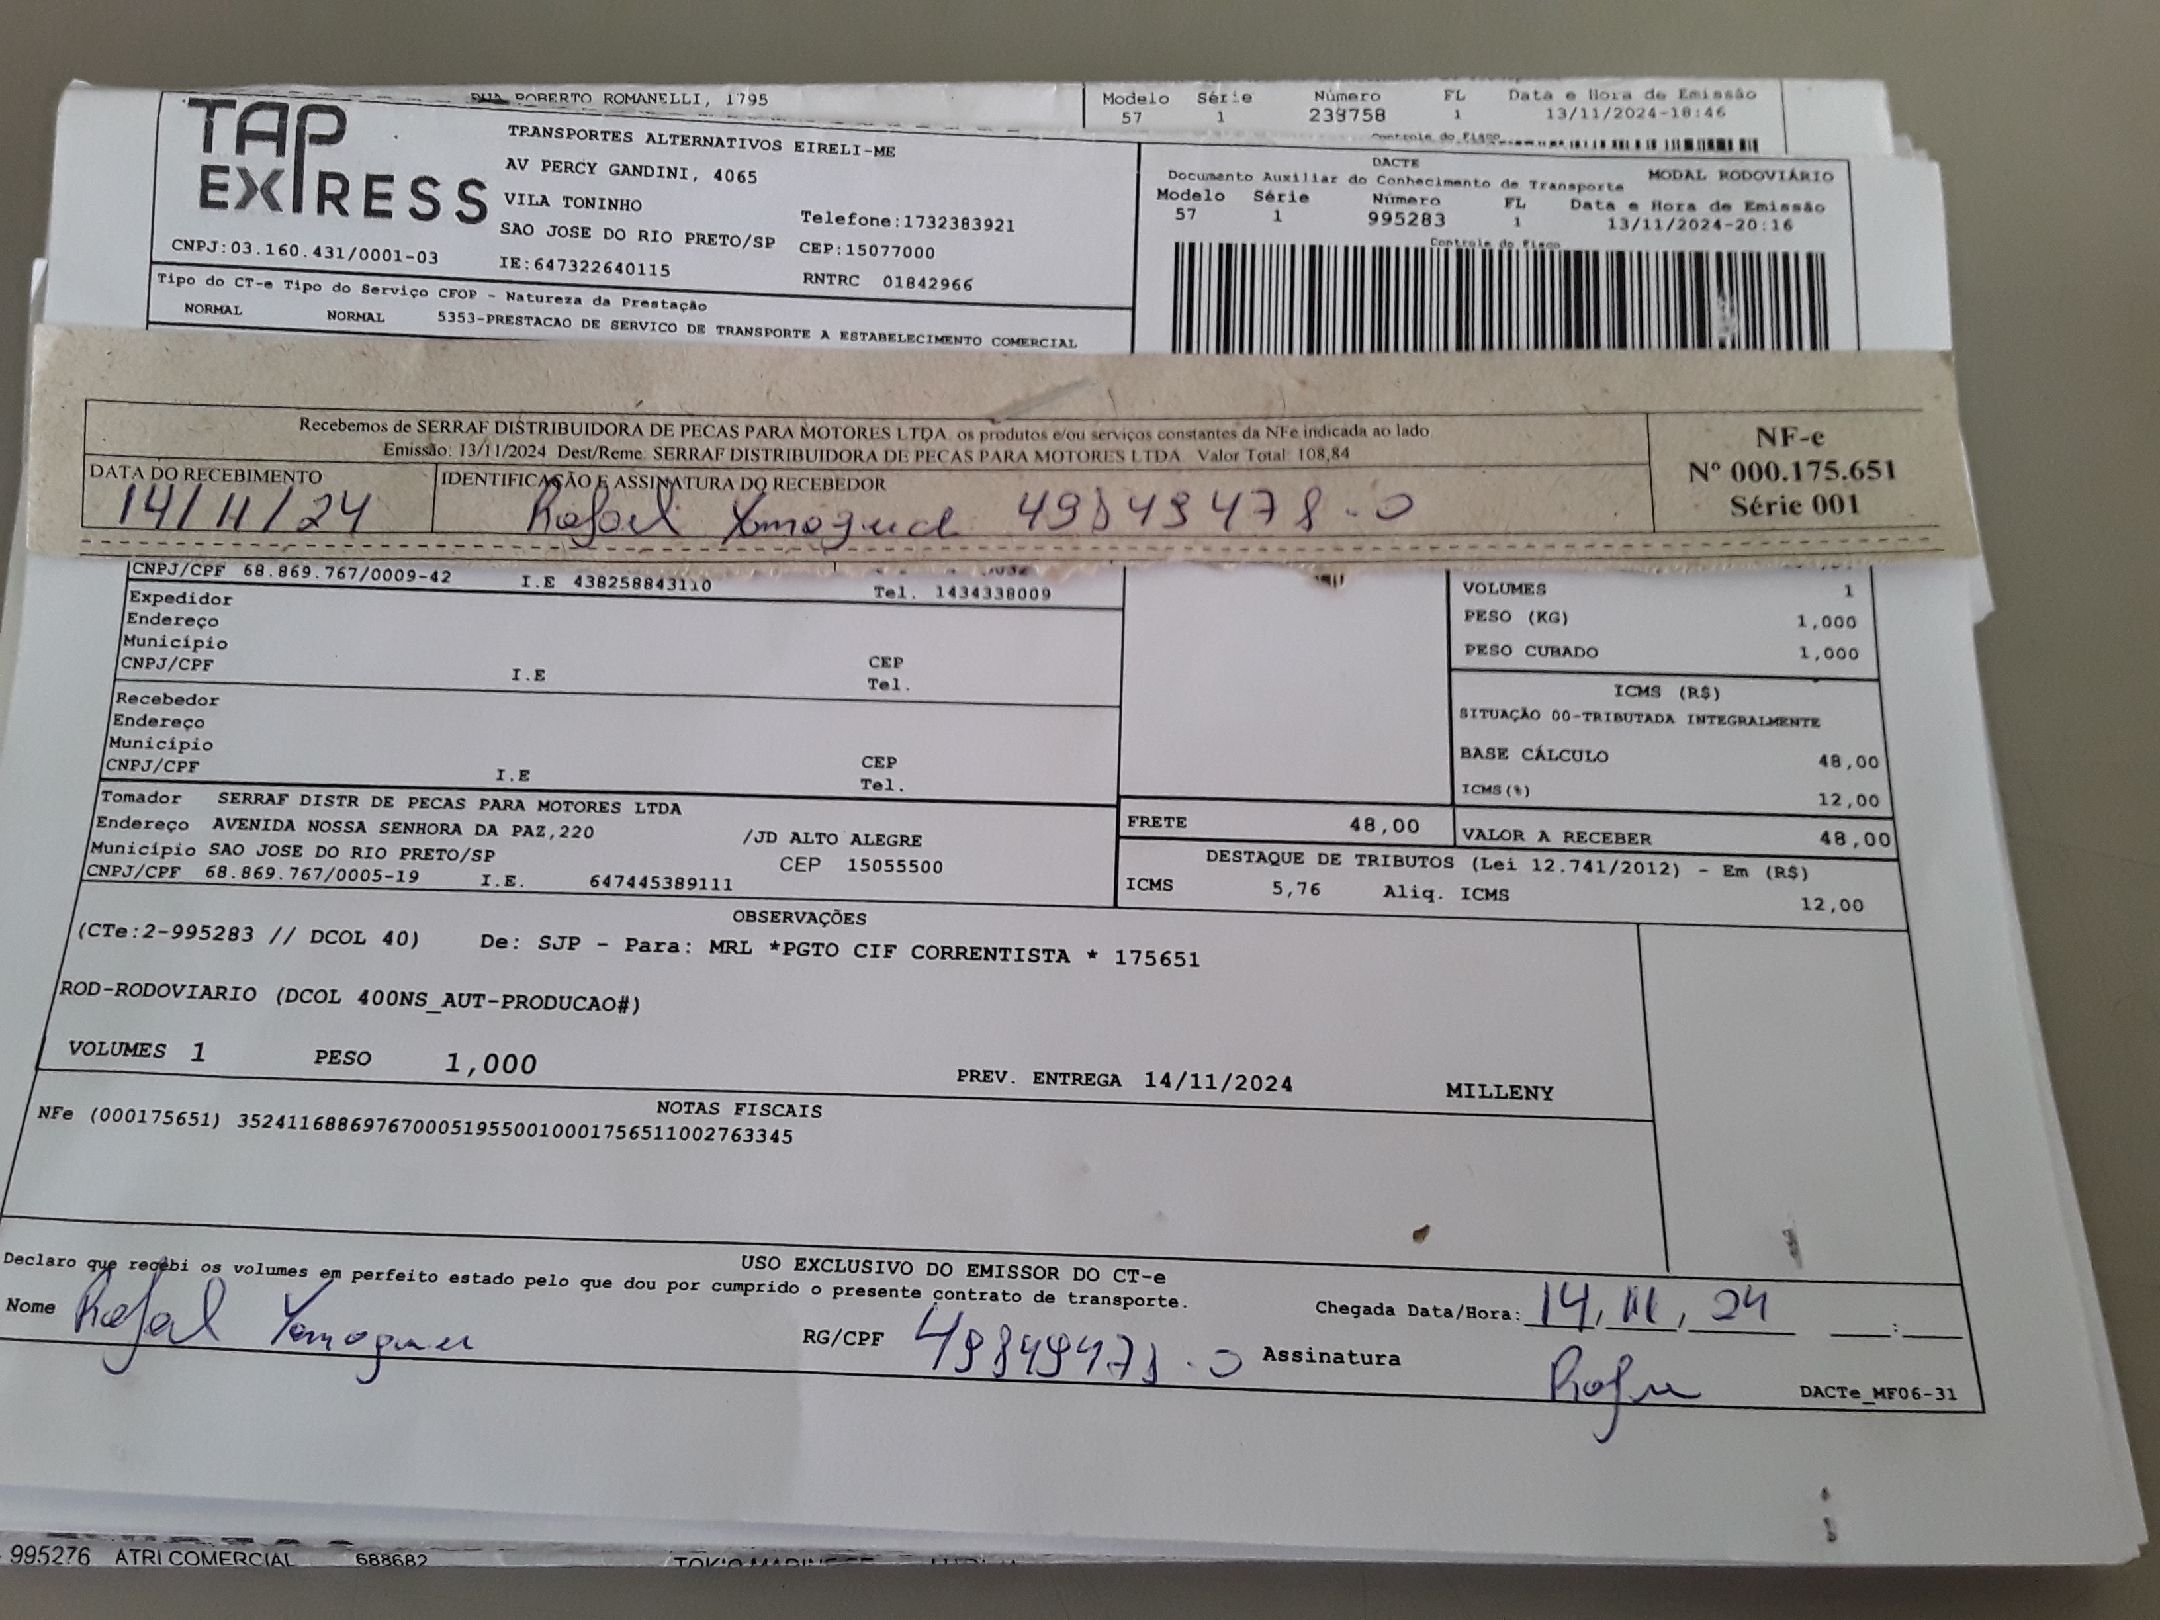 RUA ROBERTO ROMANELLI, 1795
Modelo Série Número FL Data e Hora de Emissão
57 1 239758 1 13/11/2024-18:46
Controle do Fisco
TAP EXPRESS
TRANSPORTES ALTERNATIVOS EIRELI-ME
AV PERCY GANDINI, 4065
VILA TONINHO
Telefone:1732383921
SAO JOSE DO RIO PRETO/SP CEP:15077000
CNPJ:03.160.431/0001-03 IE:647322640115 RNTRC 01842966
DACTE
Documento Auxiliar do Conhecimento de Transporte MODAL RODOVIÁRIO
Modelo Série Número FL Data e Hora de Emissão
57 1 995283 1 13/11/2024-20:16
Controle do Fisco
Tipo do CT-e Tipo do Serviço CFOP - Natureza da Prestação
NORMAL NORMAL 5353-PRESTACAO DE SERVICO DE TRANSPORTE A ESTABELECIMENTO COMERCIAL
Recebemos de SERRAF DISTRIBUIDORA DE PECAS PARA MOTORES LTDA. os produtos e/ou serviços constantes da NFe indicada ao lado
Emissão: 13/11/2024 Dest/Reme: SERRAF DISTRIBUIDORA DE PECAS PARA MOTORES LTDA. Valor Total: 108,84
DATA DO RECEBIMENTO IDENTIFICAÇÃO E ASSINATURA DO RECEBEDOR
14/11/24 Rafael 49849478-0
NF-e
Nº 000.175.651
Série 001
CNPJ/CPF 68.869.767/0009-42 I.E 438258843110 Tel. 1434338009
Expedidor
Endereço
Município CEP
CNPJ/CPF I.E Tel.
Recebedor
Endereço
Município CEP
CNPJ/CPF I.E Tel.
VOLUMES 1
PESO (KG) 1,000
PESO CUBADO 1,000
ICMS (R$)
SITUAÇÃO 00-TRIBUTADA INTEGRALMENTE
BASE CÁLCULO 48,00
ICMS(%) 12,00
Tomador SERRAF DISTR DE PECAS PARA MOTORES LTDA
Endereço AVENIDA NOSSA SENHORA DA PAZ,220 /JD ALTO ALEGRE
Município SAO JOSE DO RIO PRETO/SP CEP 15055500
CNPJ/CPF 68.869.767/0005-19 I.E. 647445389111
FRETE 48,00 VALOR A RECEBER 48,00
DESTAQUE DE TRIBUTOS (Lei 12.741/2012) - Em (R$)
ICMS 5,76 Aliq. ICMS 12,00
OBSERVAÇÕES
(CTe:2-995283 // DCOL 40) De: SJP - Para: MRL *PGTO CIF CORRENTISTA * 175651
ROD-RODOVIARIO (DCOL 400NS_AUT-PRODUCAO#)
VOLUMES 1 PESO 1,000 PREV. ENTREGA 14/11/2024 MILLENY
NOTAS FISCAIS
NFe (000175651) 35241168869767000519550010001756511002763345
USO EXCLUSIVO DO EMISSOR DO CT-e
Declaro que recebi os volumes em perfeito estado pelo que dou por cumprido o presente contrato de transporte.
Nome Rafael RG/CPF 49849478-0 Chegada Data/Hora: 14, 11, 24 :
Assinatura DACTe_MF06-31
995276 ATRI COMERCIAL 688682